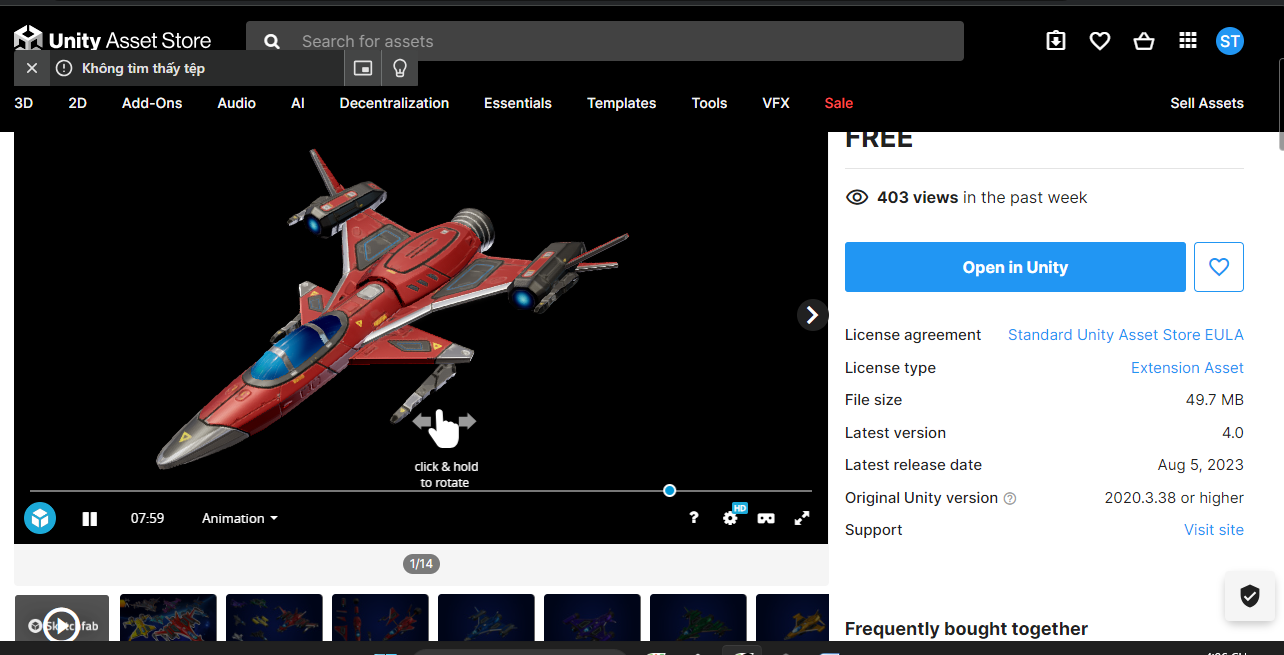 Unity Asset Store
Search for assets
ST
Không tìm thấy tệp
3D 2D Add-Ons Audio AI Decentralization Essentials Templates Tools VFX Sale Sell Assets
FREE
403 views in the past week
Open in Unity
License agreement Standard Unity Asset Store EULA
License type Extension Asset
File size 49.7 MB
Latest version 4.0
Latest release date Aug 5, 2023
Original Unity version ? 2020.3.38 or higher
Support Visit site
click & hold
to rotate
07:59 Animation ? HD
1/14
Sketchfab
Frequently bought together